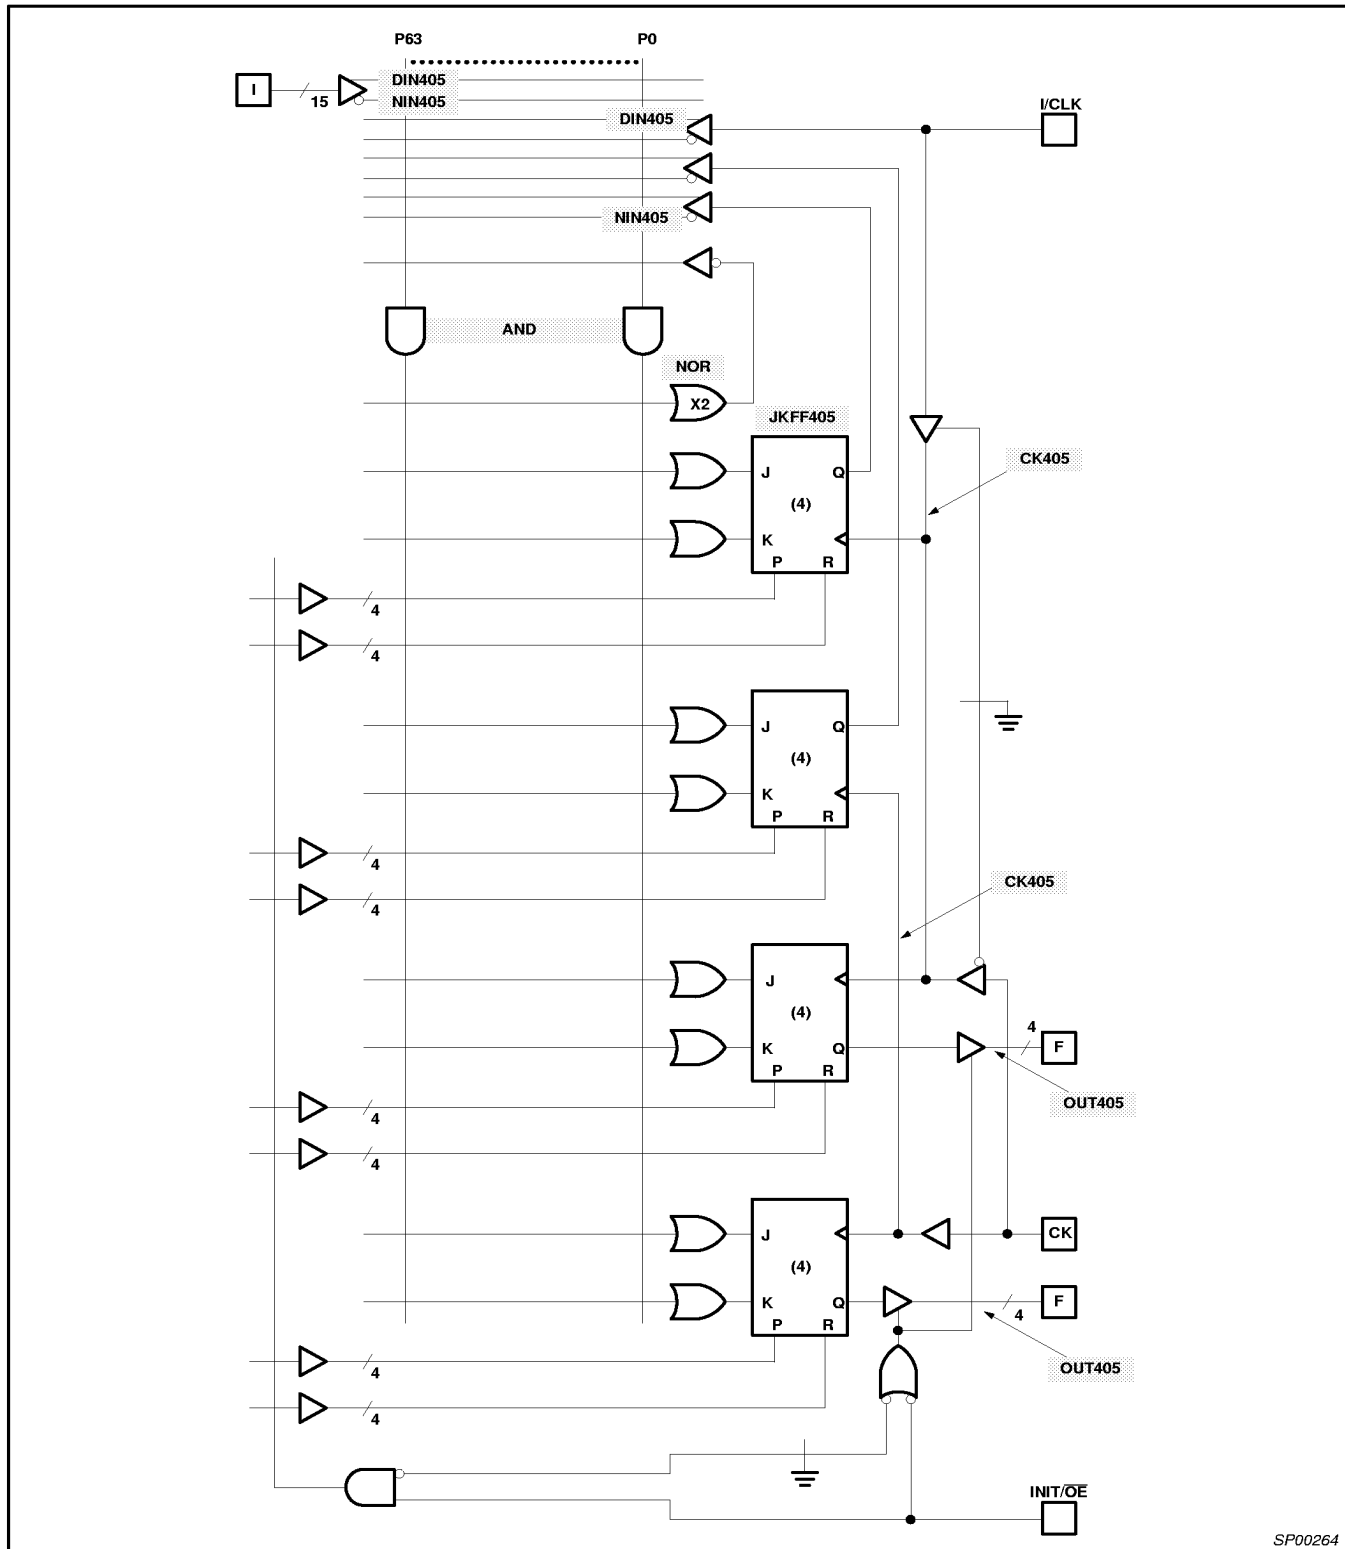 P63 P0
DIN405
I
15
NIN405
DIN405
I/CLK
NIN405
AND
NOR
X2
JKFF405
CK405
J Q
(4)
K
P R
4
4
J Q
(4)
K
P R
4
CK405
4
J
(4)
4
K Q F
P R
OUT405
4
4
J CK
(4)
K Q F
4
P R
OUT405
4
4
INIT/OE
SP00264